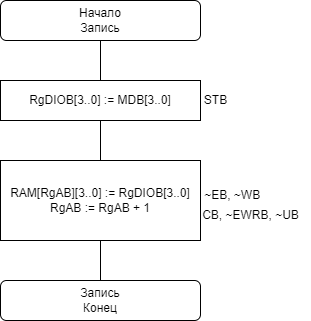 Начало
Запись
RgDIOB[3..0] := MDB[3..0]
STB
RAM[RgAB][3..0] := RgDIOB[3..0]
~EB, ~WB
RgAB := RgAB + 1
CB, ~EWRB, ~UB
Запись
Конец